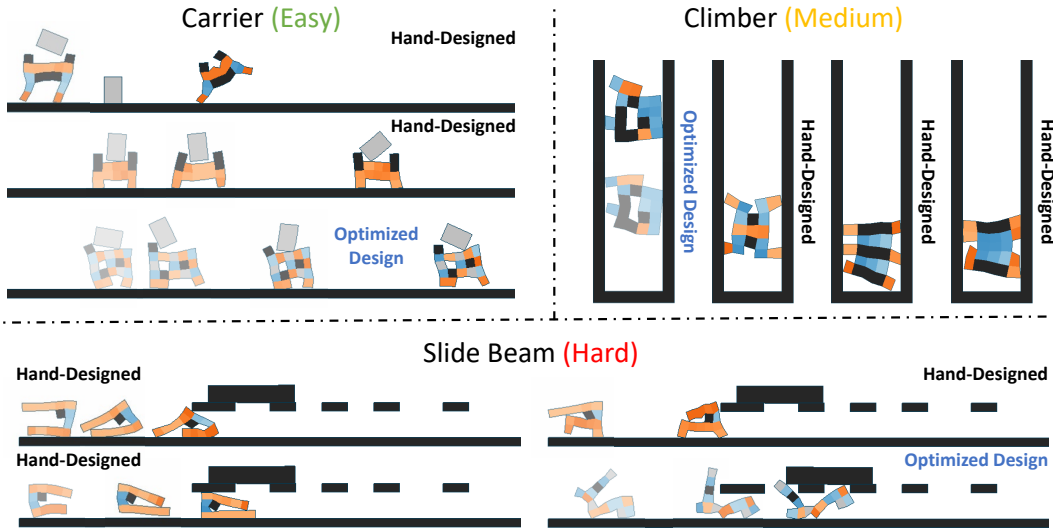 Carrier (Easy)
Hand-Designed
Hand-Designed
Optimized
Design
Climber (Medium)
Optimized Design
Hand-Designed
Hand-Designed
Hand-Designed
Slide Beam (Hard)
Hand-Designed
Hand-Designed
Hand-Designed
Optimized Design